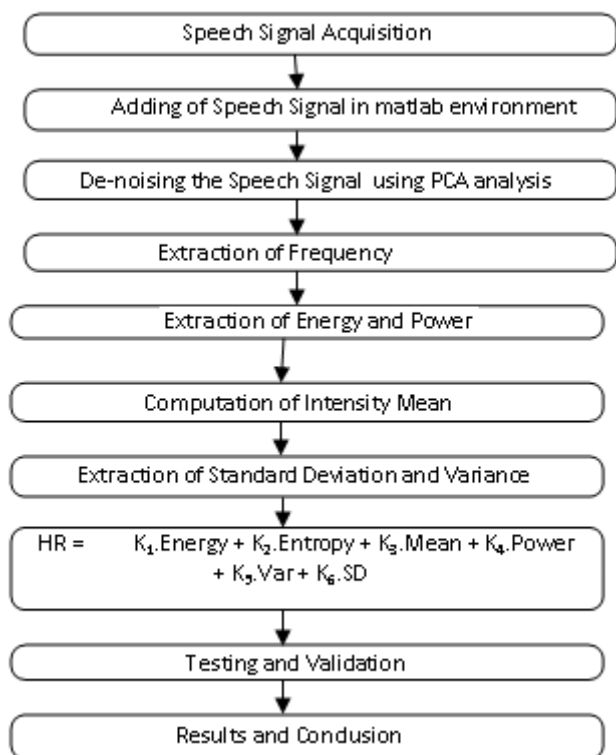 Speech Signal Acquisition
Adding of Speech Signal in matlab environment
De-noising the Speech Signal using PCA analysis
Extraction of Frequency
Extraction of Energy and Power
Computation of Intensity Mean
Extraction of Standard Deviation and Variance
HR = K₁.Energy + K₂.Entropy + K₃.Mean + K₄.Power
+ K₅.Var + K₆.SD
Testing and Validation
Results and Conclusion